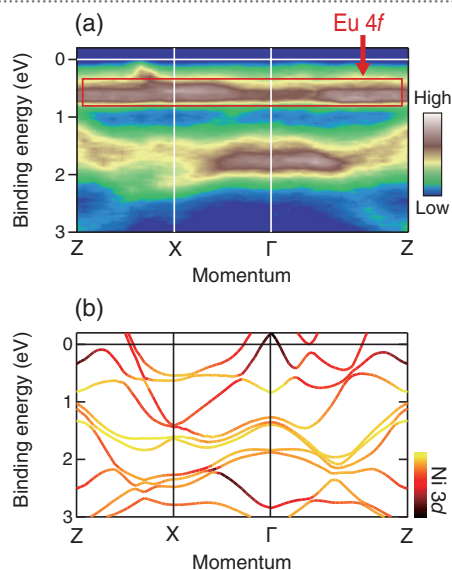 (a)
Eu 4f
Binding energy (eV)
0
1
2
3
Z
X
Γ
Z
Momentum
High
Low
(b)
Binding energy (eV)
0
1
2
3
Z
X
Γ
Z
Momentum
Ni 3d